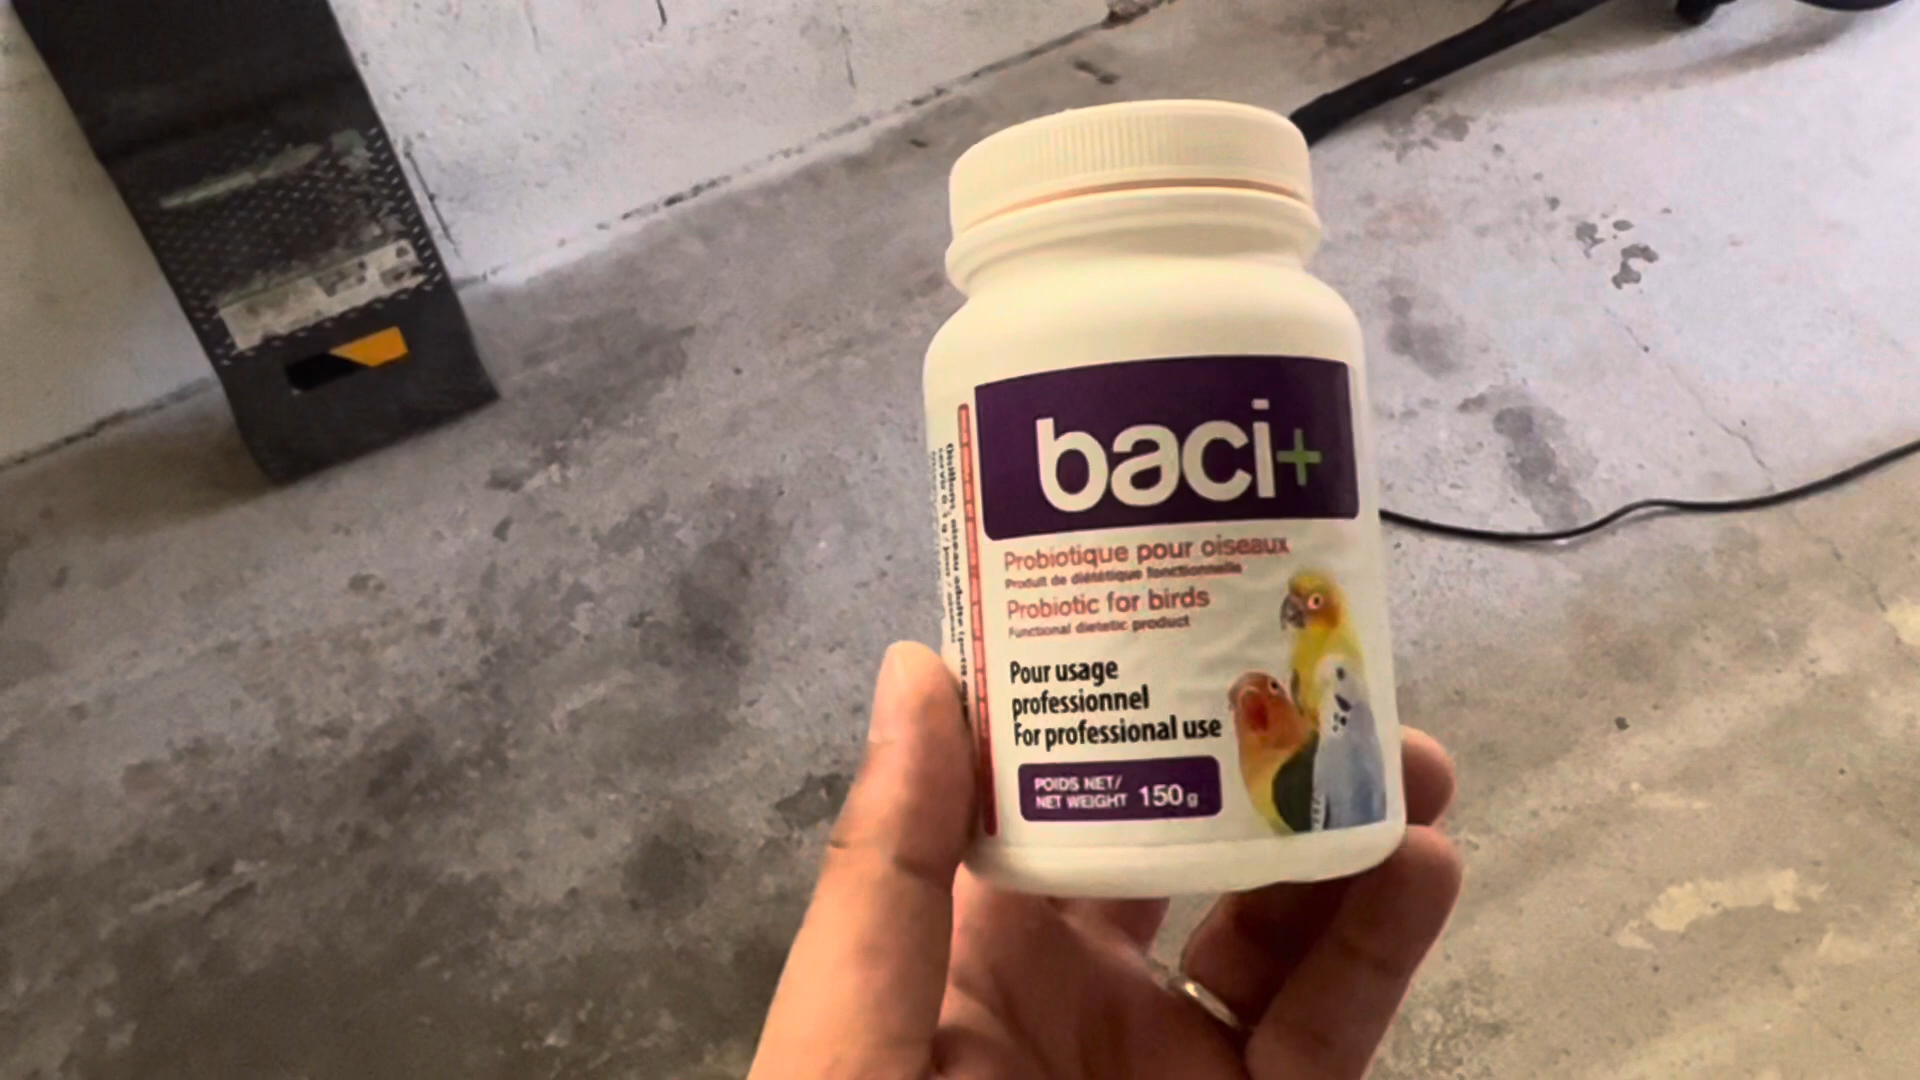 baci+
Probiotique pour oiseaux
Produit de diététique fonctionnelle
Probiotic for birds
Functional dietetic product
Pour usage
professionnel
For professional use
POIDS NET/
NET WEIGHT 150 g